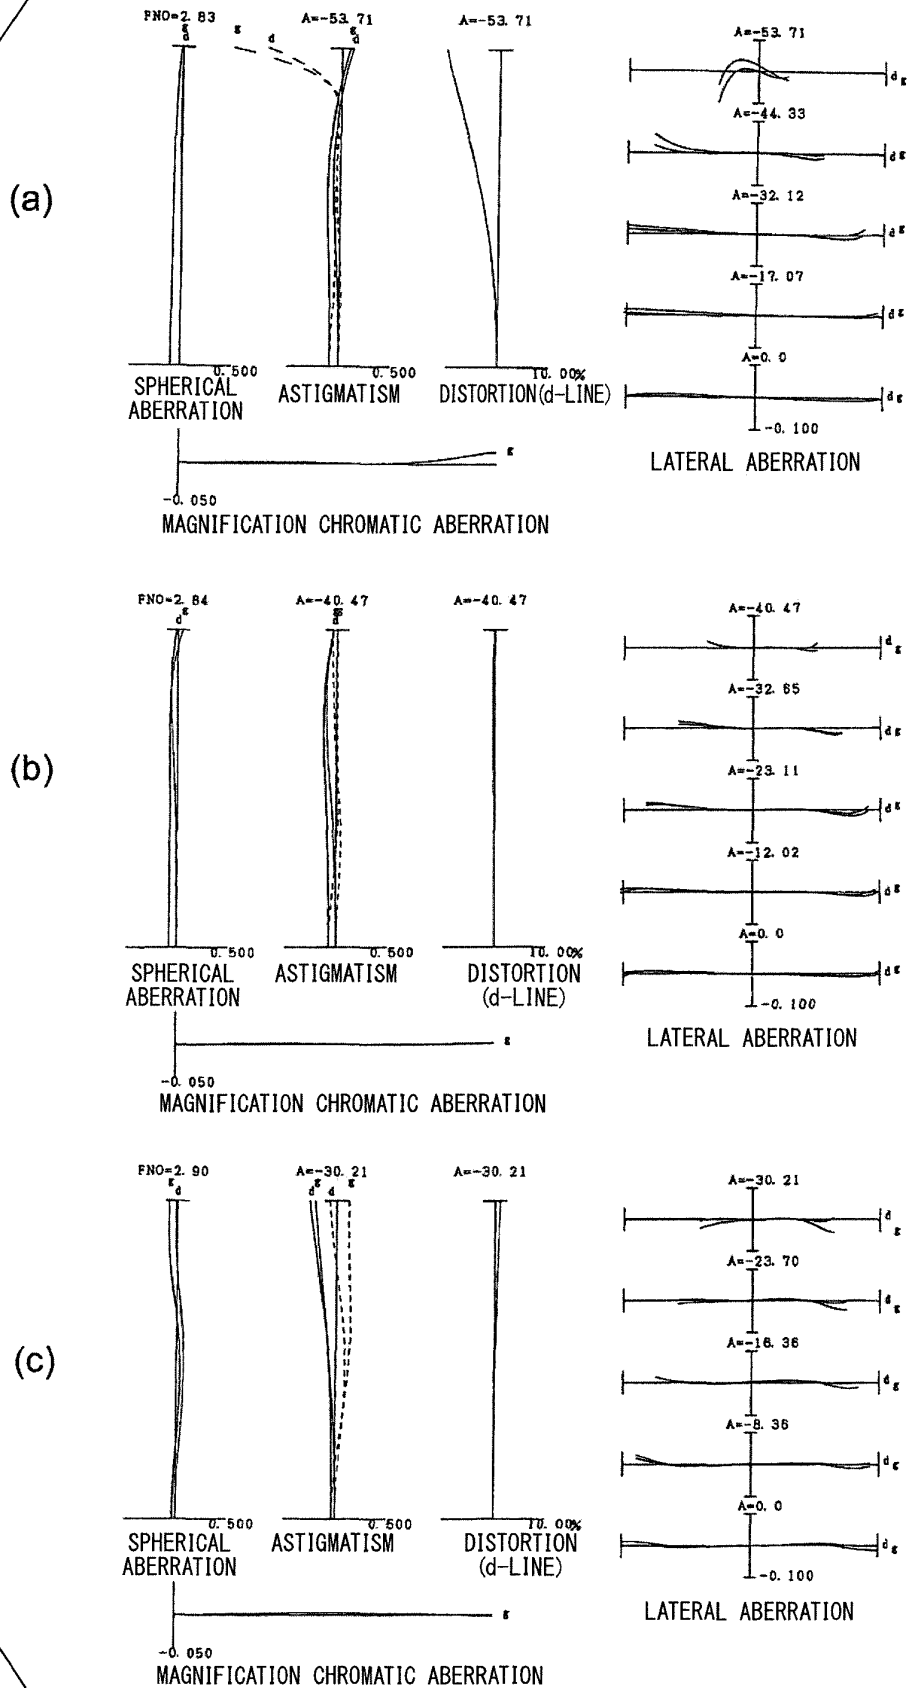 (a)
FNO=2.83
g
d
g
d
A=-53.71
g
d
A=-53.71
0.500
SPHERICAL
ABERRATION
0.500
ASTIGMATISM
10.00%
DISTORTION(d-LINE)
g
-0.050
MAGNIFICATION CHROMATIC ABERRATION
A=-53.71
d g
A=-44.33
d g
A=-32.12
d g
A=-17.07
d g
A=0.0
d g
-0.100
LATERAL ABERRATION
(b)
FNO=2.84
g
d
A=-40.47
g
d
A=-40.47
0.500
SPHERICAL
ABERRATION
0.500
ASTIGMATISM
10.00%
DISTORTION
(d-LINE)
g
-0.050
MAGNIFICATION CHROMATIC ABERRATION
A=-40.47
d g
A=-32.65
d g
A=-23.11
d g
A=-12.02
d g
A=0.0
d g
-0.100
LATERAL ABERRATION
(c)
FNO=2.90
g d
A=-30.21
d g d g
A=-30.21
0.500
SPHERICAL
ABERRATION
0.500
ASTIGMATISM
10.00%
DISTORTION
(d-LINE)
g
-0.050
MAGNIFICATION CHROMATIC ABERRATION
A=-30.21
d g
A=-23.70
d g
A=-16.36
d g
A=-8.36
d g
A=0.0
d g
-0.100
LATERAL ABERRATION